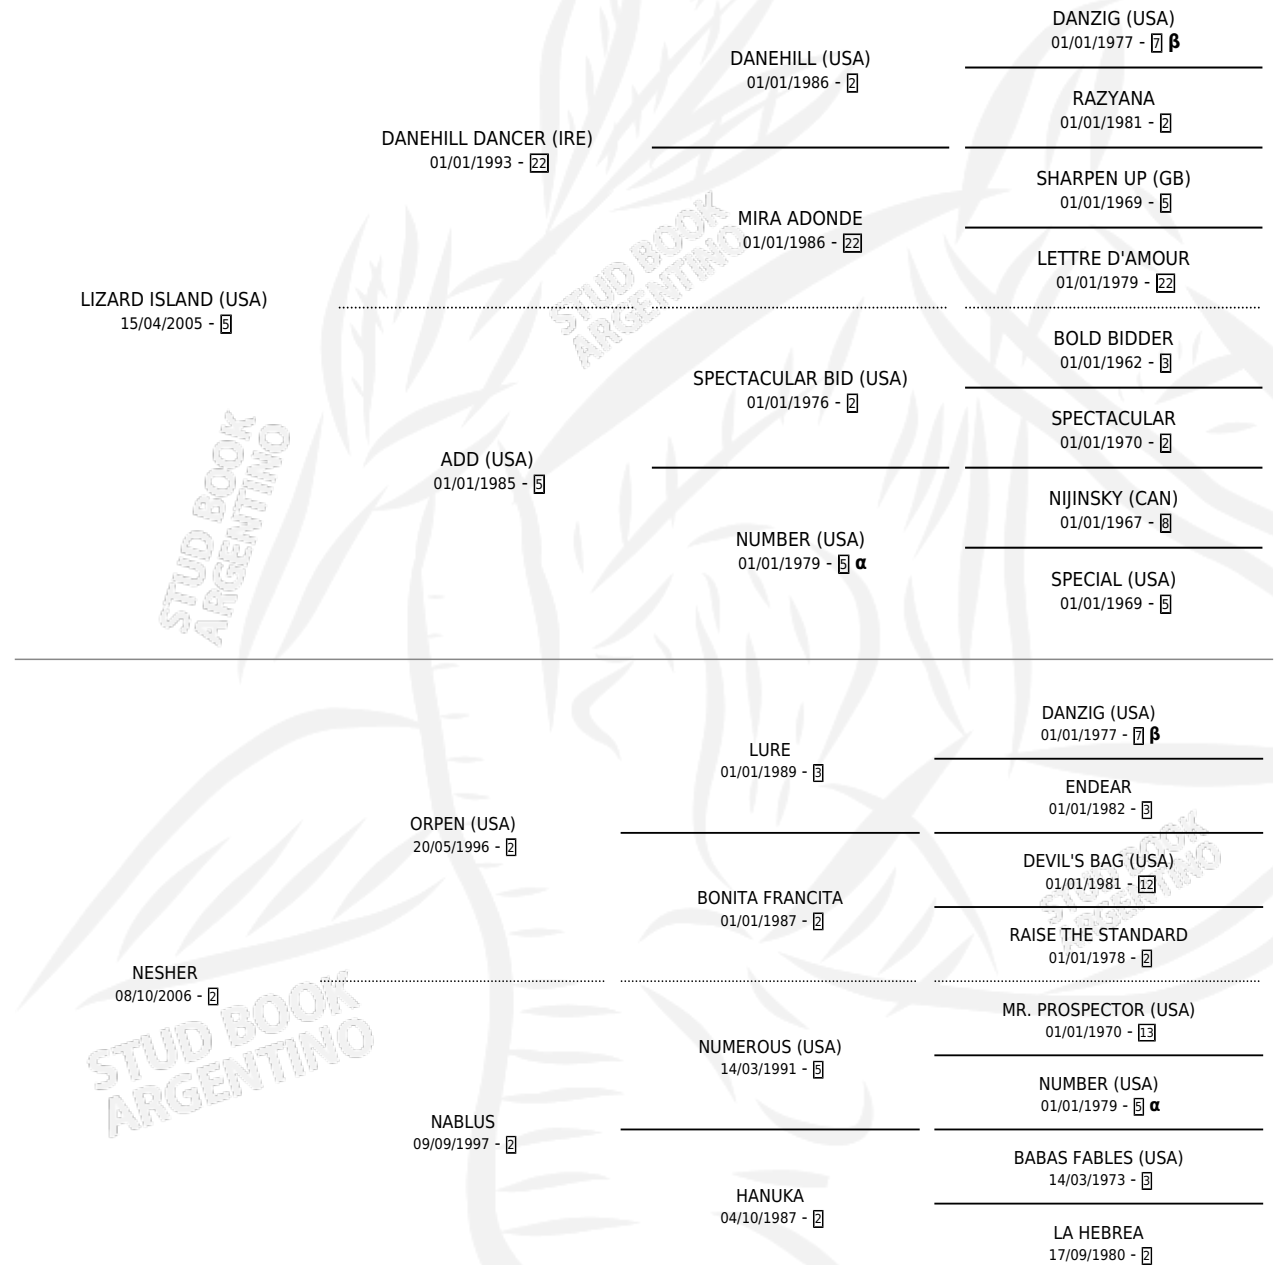 DANZIG (USA)
01/01/1977 - 7 β
DANEHILL (USA)
01/01/1986 - 2
RAZYANA
01/01/1981 - 2
DANEHILL DANCER (IRE)
01/01/1993 - 22
SHARPEN UP (GB)
01/01/1969 - 5
MIRA ADONDE
01/01/1986 - 22
LETTRE D'AMOUR
01/01/1979 - 22
STUD BOOK
ARGENTINO
LIZARD ISLAND (USA)
15/04/2005 - 5
BOLD BIDDER
01/01/1962 - 3
SPECTACULAR BID (USA)
01/01/1976 - 2
SPECTACULAR
01/01/1970 - 2
ADD (USA)
01/01/1985 - 5
NIJINSKY (CAN)
01/01/1967 - 8
NUMBER (USA)
01/01/1979 - 5 α
SPECIAL (USA)
01/01/1969 - 5
STUD BOOK
ARGENTINO
DANZIG (USA)
01/01/1977 - 7 β
LURE
01/01/1989 - 3
ENDEAR
01/01/1982 - 3
ORPEN (USA)
20/05/1996 - 2
DEVIL'S BAG (USA)
01/01/1981 - 12
BONITA FRANCITA
01/01/1987 - 2
RAISE THE STANDARD
01/01/1978 - 2
STUD BOOK
ARGENTINO
NESHER
08/10/2006 - 2
MR. PROSPECTOR (USA)
01/01/1970 - 13
NUMEROUS (USA)
14/03/1991 - 5
NUMBER (USA)
01/01/1979 - 5 α
STUD BOOK
ARGENTINO
NABLUS
09/09/1997 - 2
BABAS FABLES (USA)
14/03/1973 - 3
HANUKA
04/10/1987 - 2
LA HEBREA
17/09/1980 - 2